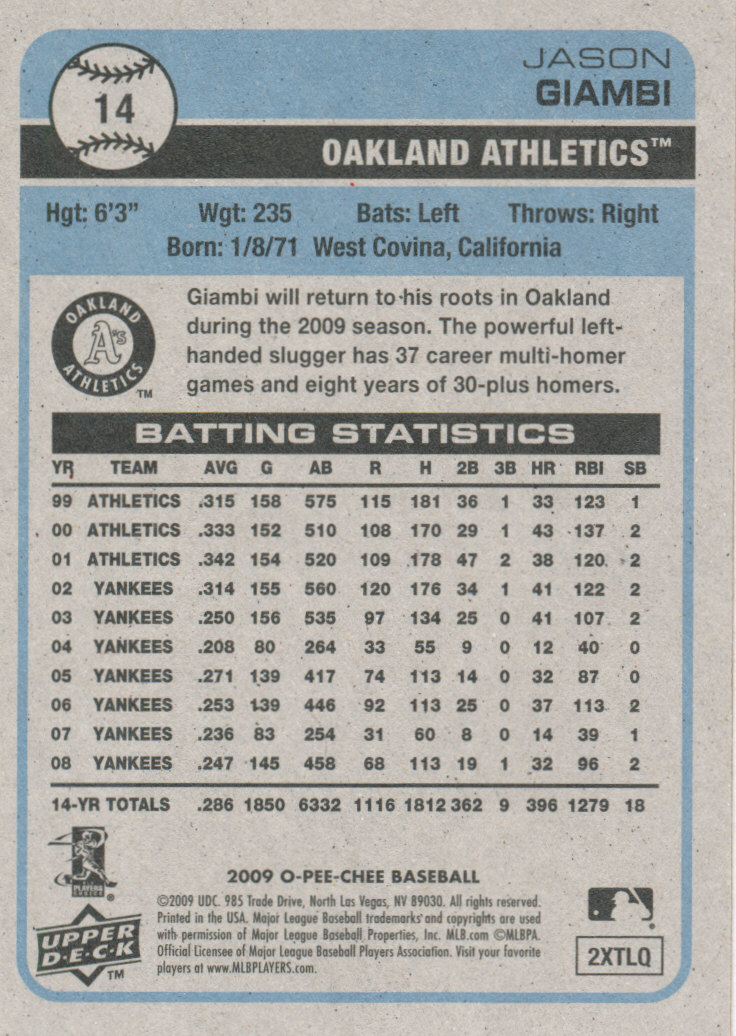 JASON
GIAMBI
14
OAKLAND ATHLETICS™
Hgt: 6'3" Wgt: 235 Bats: Left Throws: Right
Born: 1/8/71 West Covina, California
OAKLAND
A's
ATHLETICS
TM
Giambi will return to his roots in Oakland
during the 2009 season. The powerful left-
handed slugger has 37 career multi-homer
games and eight years of 30-plus homers.
BATTING STATISTICS
YR TEAM AVG G AB R H 2B 3B HR RBI SB
99 ATHLETICS .315 158 575 115 181 36 1 33 123 1
00 ATHLETICS .333 152 510 108 170 29 1 43 137 2
01 ATHLETICS .342 154 520 109 178 47 2 38 120 2
02 YANKEES .314 155 560 120 176 34 1 41 122 2
03 YANKEES .250 156 535 97 134 25 0 41 107 2
04 YANKEES .208 80 264 33 55 9 0 12 40 0
05 YANKEES .271 139 417 74 113 14 0 32 87 0
06 YANKEES .253 139 446 92 113 25 0 37 113 2
07 YANKEES .236 83 254 31 60 8 0 14 39 1
08 YANKEES .247 145 458 68 113 19 1 32 96 2
14-YR TOTALS .286 1850 6332 1116 1812 362 9 396 1279 18
PLAYERS
CHOICE
®
2009 O-PEE-CHEE BASEBALL
©2009 UDC. 985 Trade Drive, North Las Vegas, NV 89030. All rights reserved.
Printed in the USA. Major League Baseball trademarks and copyrights are used
with permission of Major League Baseball Properties, Inc. MLB.com ©MLBPA.
Official Licensee of Major League Baseball Players Association. Visit your favorite
players at www.MLBPLAYERS.com.
UPPER
D·E·C·K
TM
2XTLQ